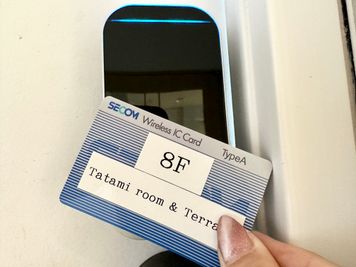 SECOM Wireless IC Card TypeA
8F
Tatami room & Terra